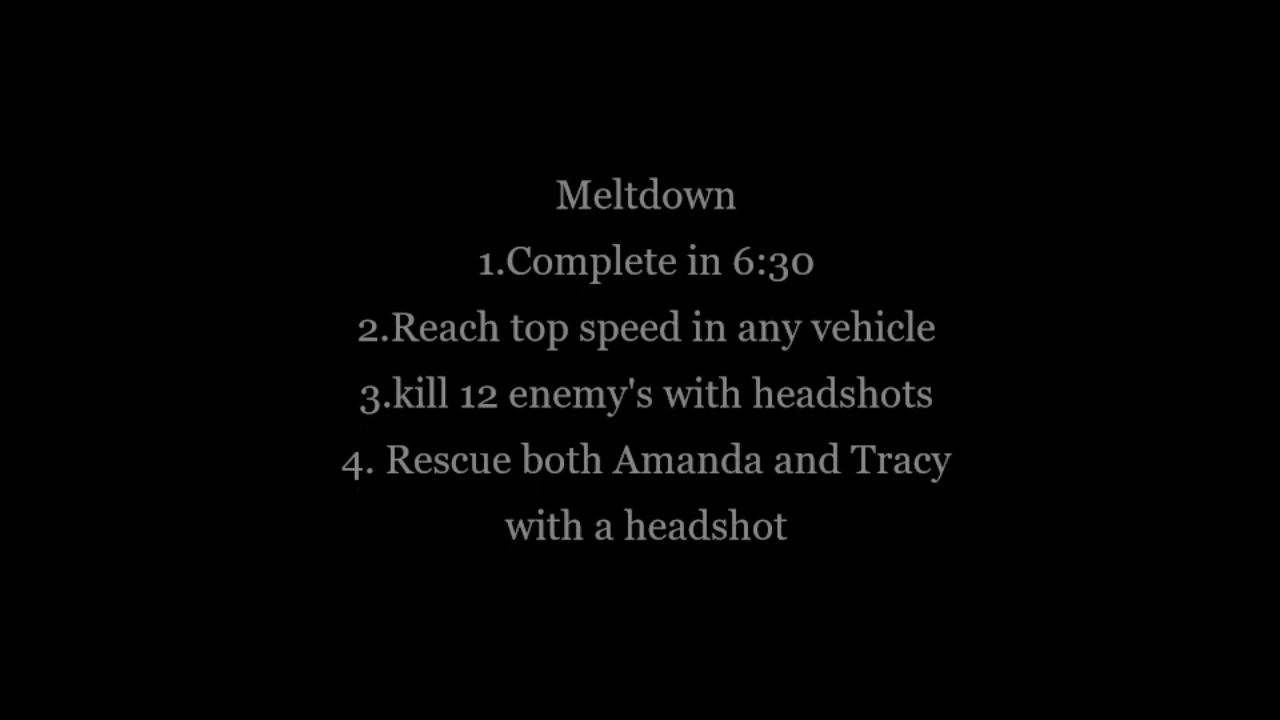 Meltdown
1.Complete in 6:30
2.Reach top speed in any vehicle
3.kill 12 enemy's with headshots
4. Rescue both Amanda and Tracy
with a headshot